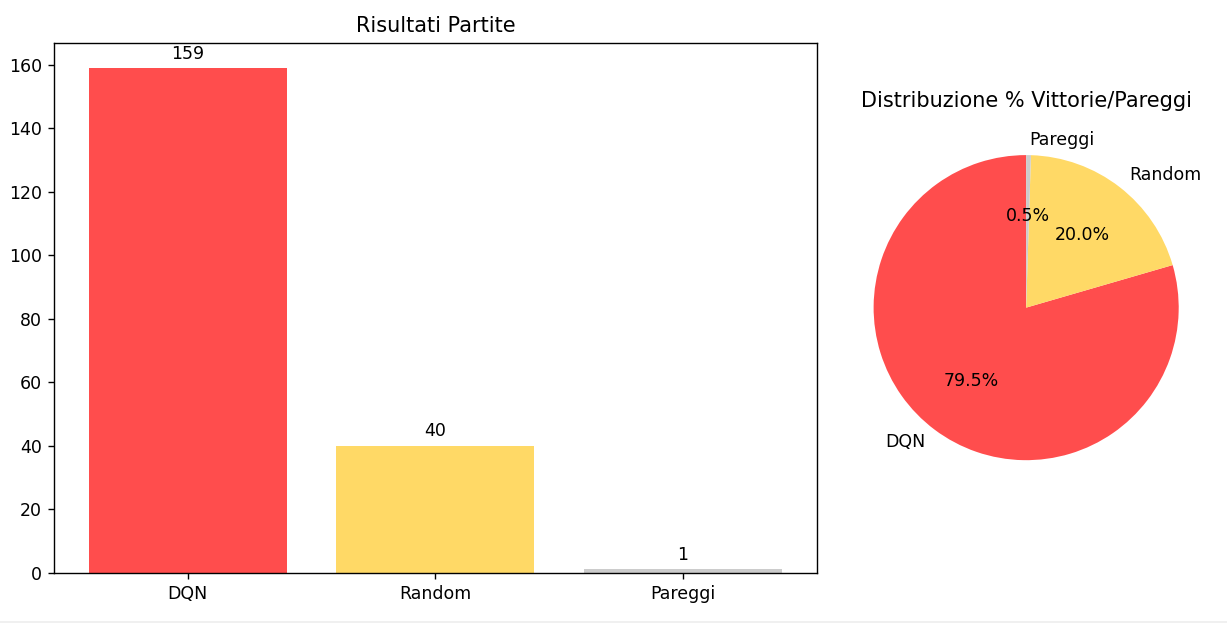 Risultati Partite
159
160
140
120
100
80
60
40
20
0
40
1
DQN
Random
Pareggi
Distribuzione % Vittorie/Pareggi
Pareggi
Random
0.5%
20.0%
79.5%
DQN